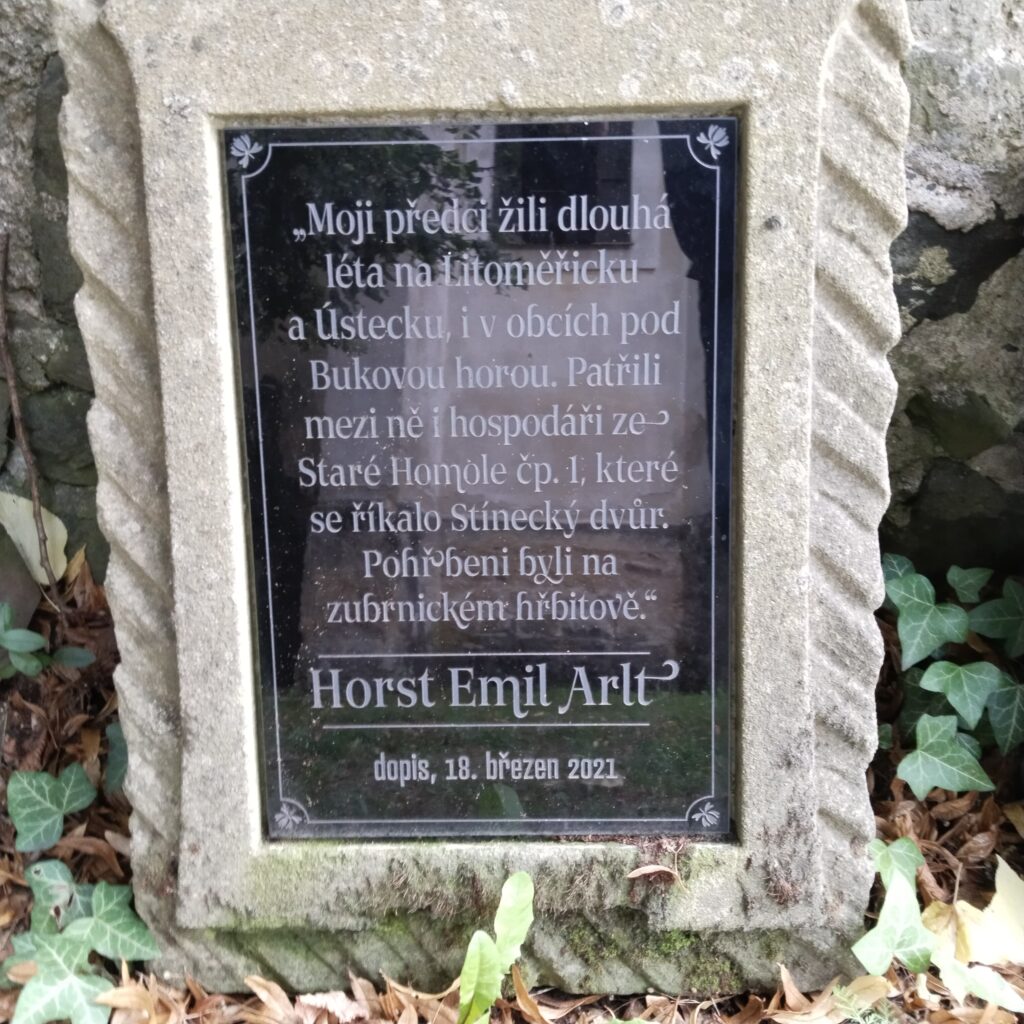 „Moji předci žili dlouhá
léta na Litoměřicku
a Ústecku, i v obcích pod
Bukovou horou. Patřili
mezi ně i hospodáři ze
Staré Homole čp. 1, které
se říkalo Stínecký dvůr.
Pohřbeni byli na
zubrnickém hřbitově.“
Horst Emil Arlt
dopis, 18. březen 2021